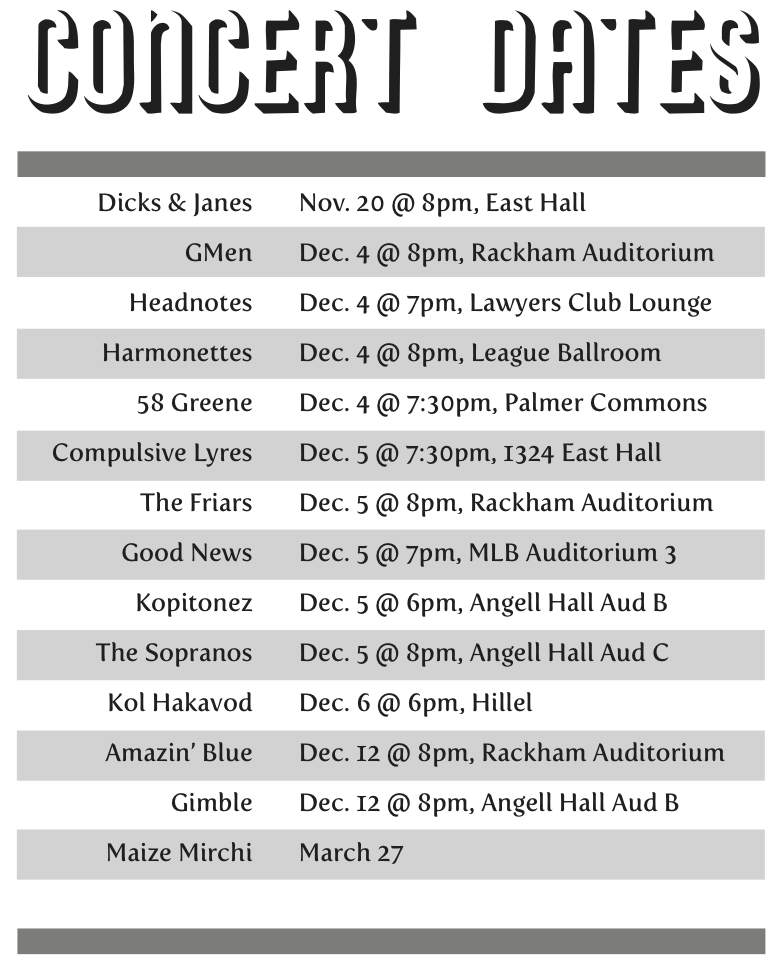 CONCERT DATES
Dicks & Janes Nov. 20 @ 8pm, East Hall
GMen Dec. 4 @ 8pm, Rackham Auditorium
Headnotes Dec. 4 @ 7pm, Lawyers Club Lounge
Harmonettes Dec. 4 @ 8pm, League Ballroom
58 Greene Dec. 4 @ 7:30pm, Palmer Commons
Compulsive Lyres Dec. 5 @ 7:30pm, 1324 East Hall
The Friars Dec. 5 @ 8pm, Rackham Auditorium
Good News Dec. 5 @ 7pm, MLB Auditorium 3
Kopitonez Dec. 5 @ 6pm, Angell Hall Aud B
The Sopranos Dec. 5 @ 8pm, Angell Hall Aud C
Kol Hakavod Dec. 6 @ 6pm, Hillel
Amazin’ Blue Dec. 12 @ 8pm, Rackham Auditorium
Gimble Dec. 12 @ 8pm, Angell Hall Aud B
Maize Mirchi March 27